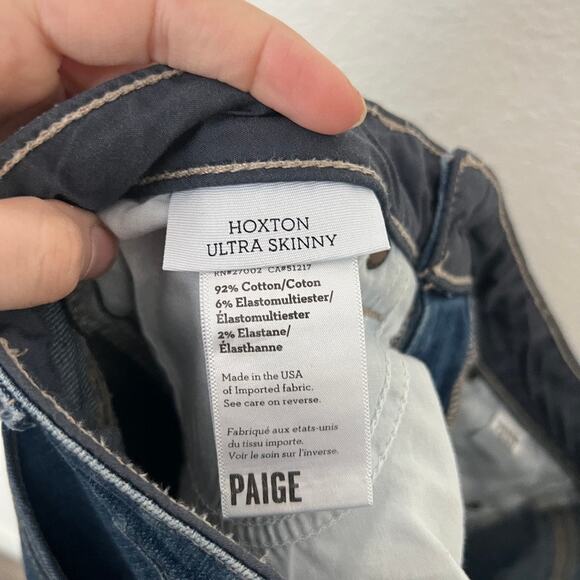 HOXTON
ULTRA SKINNY
RN#27002 CA#51217
92% Cotton/Coton
6% Elastomultiester/
Élastomultiester
2% Elastane/
Élasthanne
Made in the USA
of Imported fabric.
See care on reverse.
Fabriqué aux etats-unis
du tissu importe.
Voir le soin sur l'inverse.
PAIGE